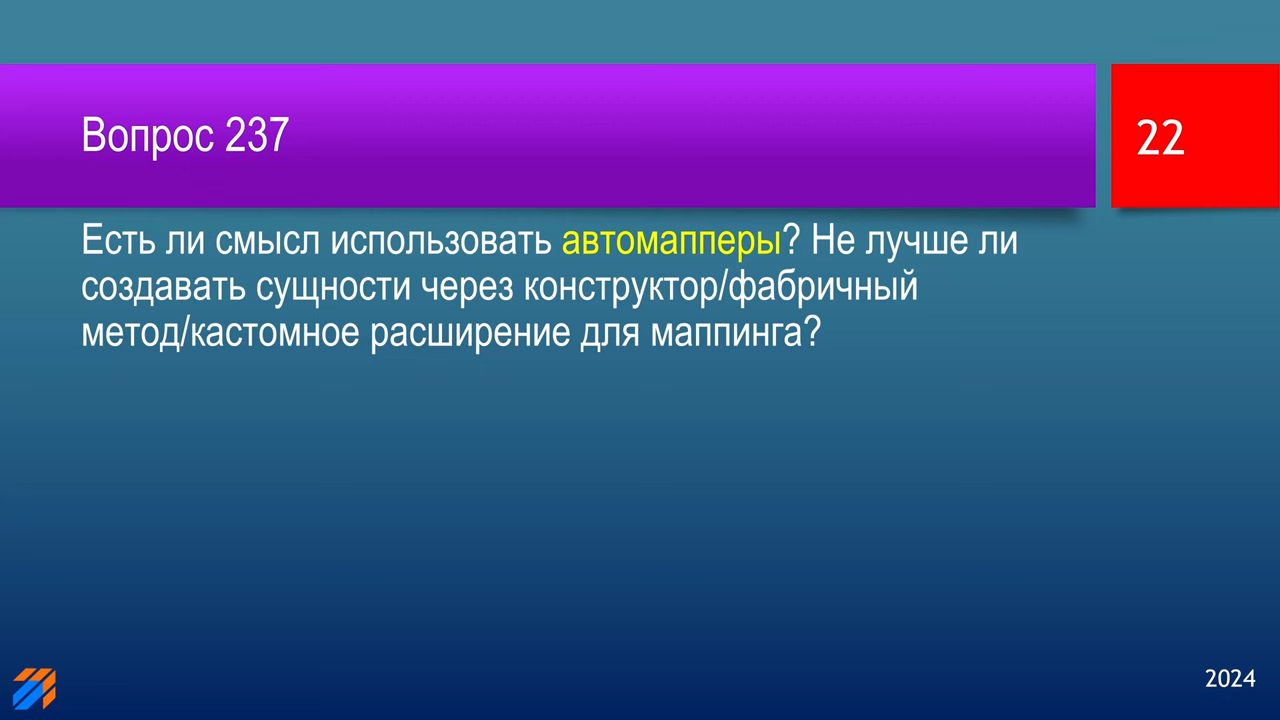 Вопрос 237
22
Есть ли смысл использовать автомапперы? Не лучше ли
создавать сущности через конструктор/фабричный
метод/кастомное расширение для маппинга?
2024